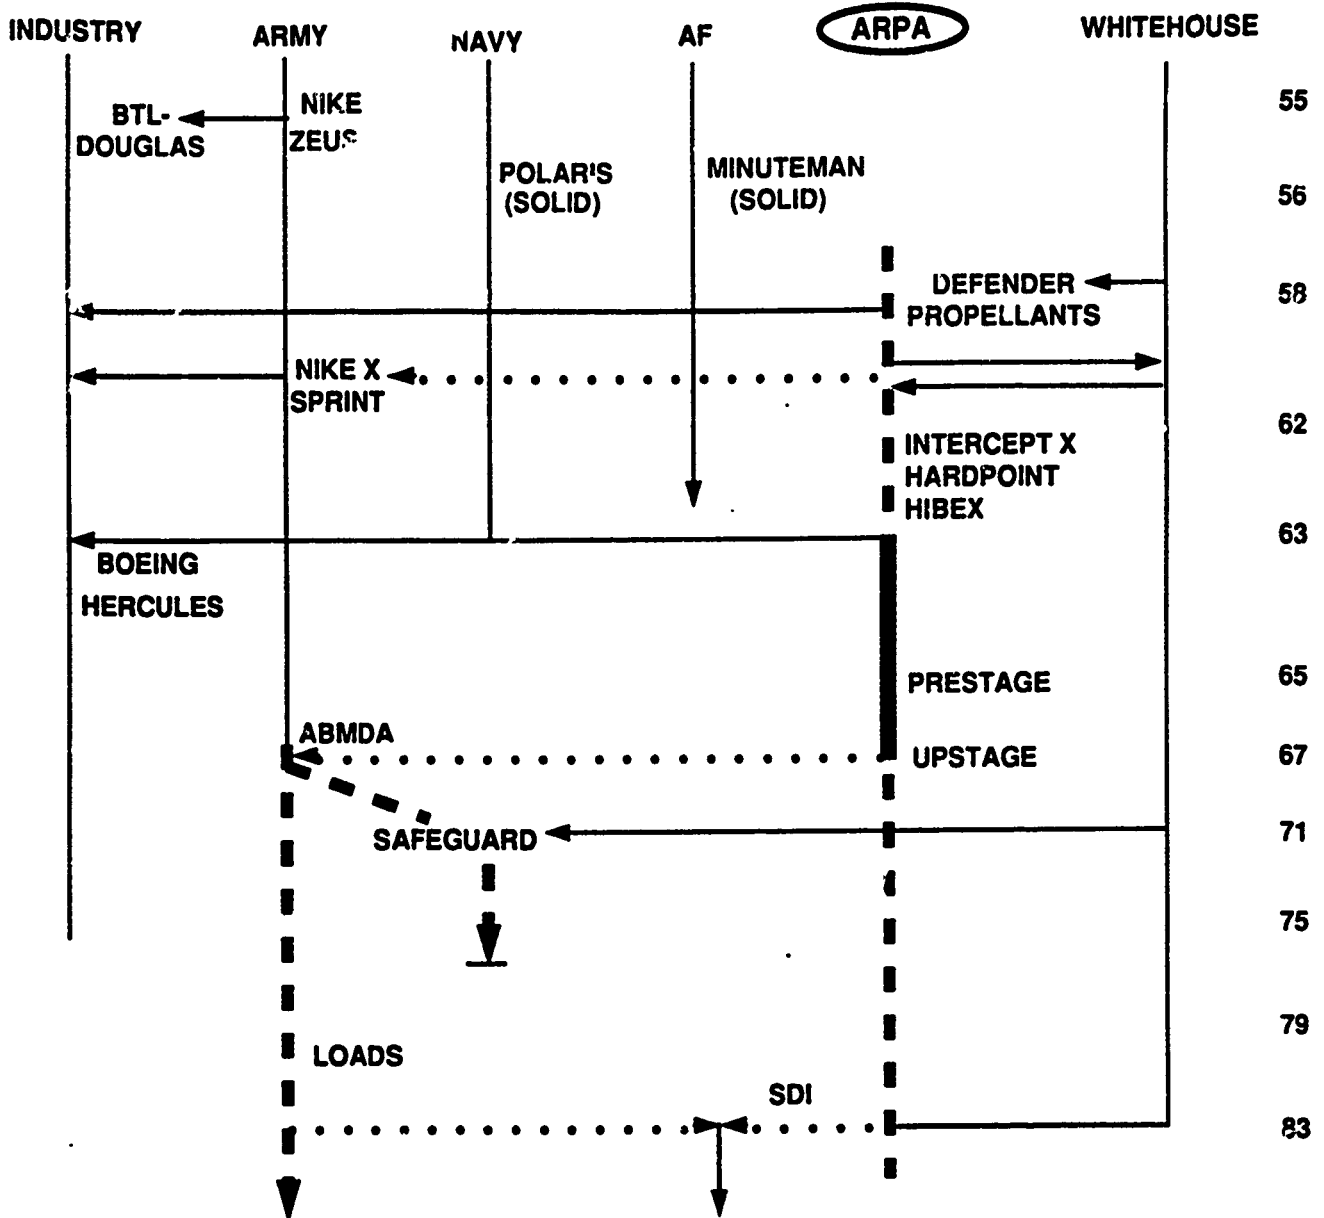 INDUSTRY ARMY NAVY AF ARPA WHITEHOUSE
55
NIKE
ZEUS
BTL-
DOUGLAS
POLARIS
(SOLID)
MINUTEMAN
(SOLID)
56
DEFENDER
PROPELLANTS
58
NIKE X
SPRINT
62
INTERCEPT X
HARDPOINT
HIBEX
63
BOEING
HERCULES
PRESTAGE
65
ABMDA
UPSTAGE
67
SAFEGUARD
71
75
79
LOADS
SDI
83